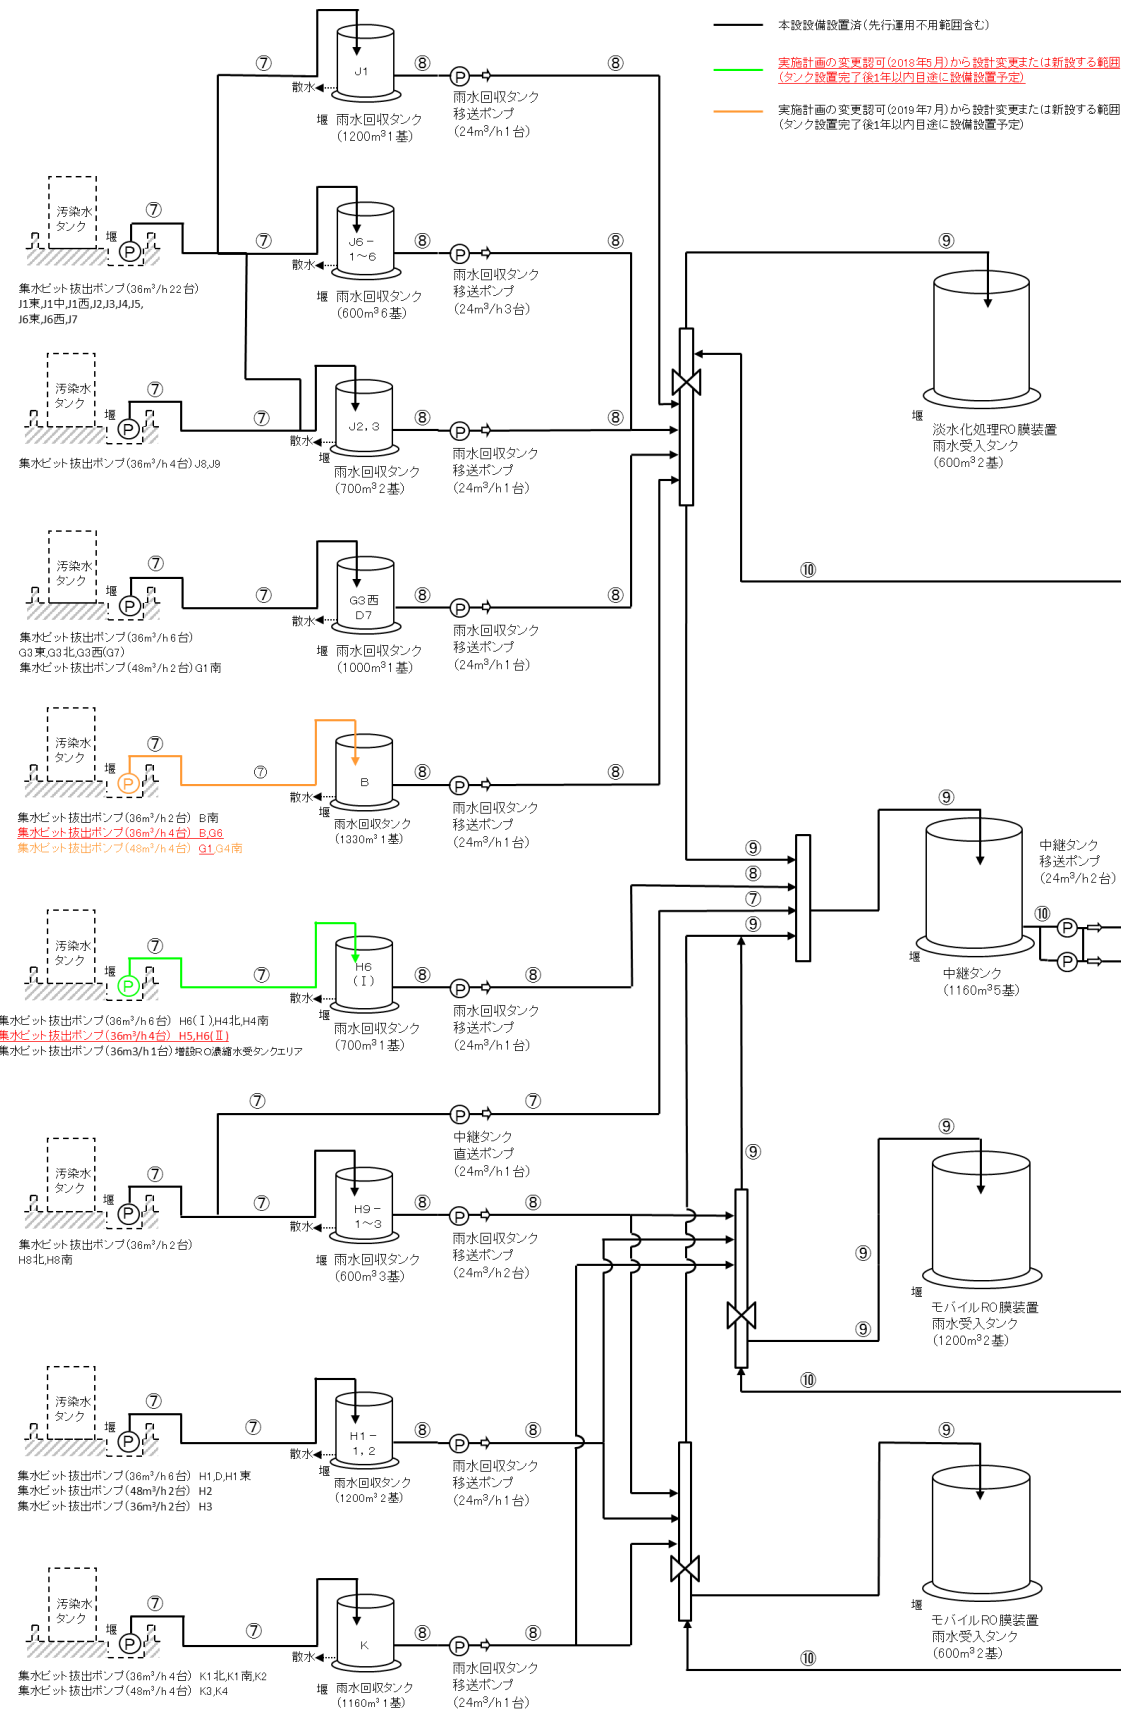 本設設備設置済(先行運用不用範囲含む)
実施計画の変更認可(2018年5月)から設計変更または新設する範囲
(タンク設置完了後1年以内目途に設備設置予定)
実施計画の変更認可(2019年7月)から設計変更または新設する範囲
(タンク設置完了後1年以内目途に設備設置予定)
⑦
J1
散水
⑧
P
⑧
堰 雨水回収タンク
(1200m³1基)
雨水回収タンク
移送ポンプ
(24m³/h1台)
汚染水
タンク
堰
P
⑦
⑦
J6-
1~6
散水
⑧
P
⑧
集水ピット抜出ポンプ(36m³/h22台)
J1東,J1中,J1西,J2,J3,J4,J5,
J6東,J6西,J7
堰 雨水回収タンク
(600m³6基)
雨水回収タンク
移送ポンプ
(24m³/h3台)
⑨
堰
淡水化処理RO膜装置
雨水受入タンク
(600m³2基)
⑩
汚染水
タンク
堰
P
⑦
⑦
J2,3
散水
堰
⑧
P
⑧
集水ピット抜出ポンプ(36m³/h4台)J8,J9
雨水回収タンク
(700m³2基)
雨水回収タンク
移送ポンプ
(24m³/h1台)
汚染水
タンク
堰
P
⑦
⑦
G3西
D7
散水
⑧
P
⑧
集水ピット抜出ポンプ(36m³/h6台)
G3東,G3北,G3西(G7)
集水ピット抜出ポンプ(48m³/h2台)G1南
堰 雨水回収タンク
(1000m³1基)
雨水回収タンク
移送ポンプ
(24m³/h1台)
汚染水
タンク
堰
P
⑦
⑦
B
散水
堰
⑧
P
⑧
集水ピット抜出ポンプ(36m³/h2台) B南
集水ピット抜出ポンプ(36m³/h4台) B,G6
集水ピット抜出ポンプ(48m³/h4台) G1,G4南
雨水回収タンク
(1330m³1基)
雨水回収タンク
移送ポンプ
(24m³/h1台)
⑨
⑧
⑦
⑨
⑨
堰
中継タンク
(1160m³5基)
中継タンク
移送ポンプ
(24m³/h2台)
⑩
P
P
汚染水
タンク
堰
P
⑦
⑦
H6
(Ⅰ)
散水
堰
⑧
P
⑧
集水ピット抜出ポンプ(36m³/h6台) H6(Ⅰ),H4北,H4南
集水ピット抜出ポンプ(36m³/h4台) H5,H6(Ⅱ)
集水ピット抜出ポンプ(36m3/h1台)増設RO濃縮水受タンクエリア
雨水回収タンク
(700m³1基)
雨水回収タンク
移送ポンプ
(24m³/h1台)
⑦
P
⑦
中継タンク
直送ポンプ
(24m³/h1台)
汚染水
タンク
堰
P
⑦
⑦
H9-
1~3
散水
⑧
P
⑧
集水ピット抜出ポンプ(36m³/h2台)
H8北,H8南
堰 雨水回収タンク
(600m³3基)
雨水回収タンク
移送ポンプ
(24m³/h2台)
⑨
⑨
⑨
⑨
堰
モバイルRO膜装置
雨水受入タンク
(1200m³2基)
⑩
汚染水
タンク
堰
P
⑦
⑦
H1-
1,2
散水
堰
⑧
P
⑧
集水ピット抜出ポンプ(36m³/h6台) H1,D,H1東
集水ピット抜出ポンプ(48m³/h2台) H2
集水ピット抜出ポンプ(36m³/h2台) H3
雨水回収タンク
(1200m³2基)
雨水回収タンク
移送ポンプ
(24m³/h1台)
⑨
堰
モバイルRO膜装置
雨水受入タンク
(600m³2基)
⑩
汚染水
タンク
堰
P
⑦
⑦
K
散水
⑧
P
⑧
集水ピット抜出ポンプ(36m³/h4台) K1北,K1南,K2
集水ピット抜出ポンプ(48m³/h4台) K3,K4
堰 雨水回収タンク
(1160m³1基)
雨水回収タンク
移送ポンプ
(24m³/h1台)